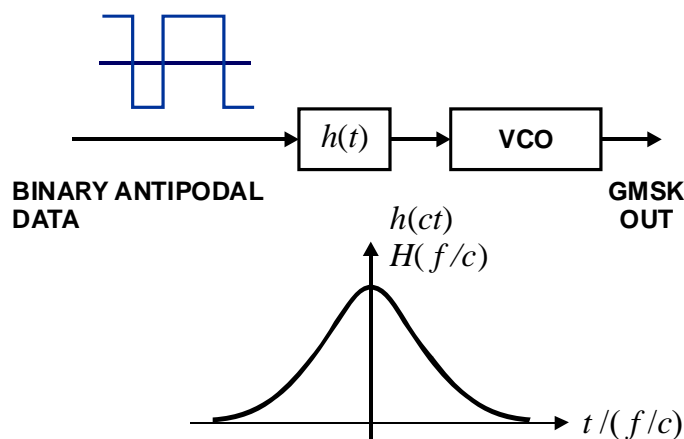 h(t)
VCO
BINARY ANTIPODAL
DATA
GMSK
OUT
h(ct)
H(f/c)
t/(f/c)